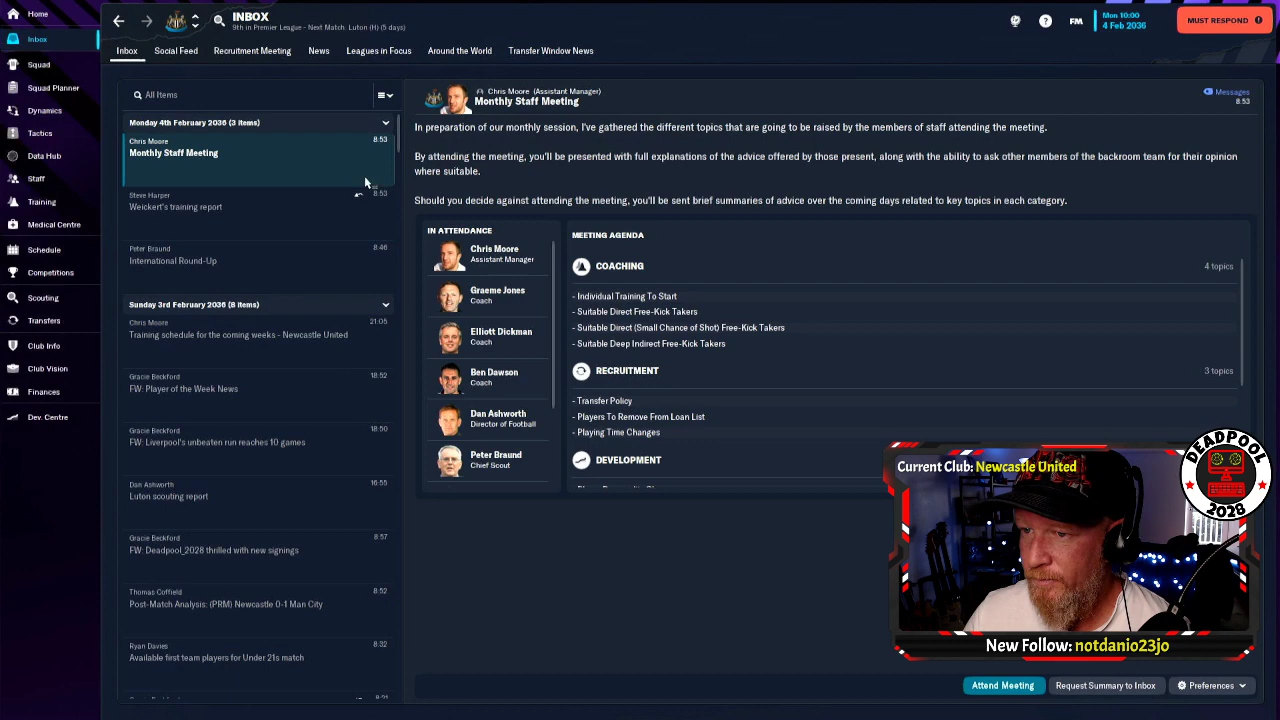 Home
Inbox
Squad
Squad Planner
Dynamics
Tactics
Data Hub
Staff
Training
Medical Centre
Schedule
Competitions
Scouting
Transfers
Club Info
Club Vision
Finances
Dev. Centre
INBOX
9th in Premier League - Next Match: Luton (H) (5 days)
FM
Mon 10:00
4 Feb 2036
MUST RESPOND
Inbox
Social Feed
Recruitment Meeting
News
Leagues in Focus
Around the World
Transfer Window News
All Items
Monday 4th February 2036 (3 items)
Chris Moore 8:53
Monthly Staff Meeting
Steve Harper 8:53
Weickert's training report
Peter Braund 8:46
International Round-Up
Sunday 3rd February 2036 (8 items)
Chris Moore 21:05
Training schedule for the coming weeks - Newcastle United
Gracie Beckford 18:52
FW: Player of the Week News
Gracie Beckford 18:50
FW: Liverpool's unbeaten run reaches 10 games
Dan Ashworth 16:55
Luton scouting report
Gracie Beckford 8:57
FW: Deadpool_2028 thrilled with new signings
Thomas Coffield 8:52
Post-Match Analysis: (PRM) Newcastle 0-1 Man City
Ryan Davies 8:32
Available first team players for Under 21s match
Chris Moore (Assistant Manager)
Monthly Staff Meeting
Messages
8:53
In preparation of our monthly session, I've gathered the different topics that are going to be raised by the members of staff attending the meeting.
By attending the meeting, you'll be presented with full explanations of the advice offered by those present, along with the ability to ask other members of the backroom team for their opinion
where suitable.
Should you decide against attending the meeting, you'll be sent brief summaries of advice over the coming days related to key topics in each category.
IN ATTENDANCE
Chris Moore
Assistant Manager
Graeme Jones
Coach
Elliott Dickman
Coach
Ben Dawson
Coach
Dan Ashworth
Director of Football
Peter Braund
Chief Scout
MEETING AGENDA
COACHING 4 topics
- Individual Training To Start
- Suitable Direct Free-Kick Takers
- Suitable Direct (Small Chance of Shot) Free-Kick Takers
- Suitable Deep Indirect Free-Kick Takers
RECRUITMENT 3 topics
- Transfer Policy
- Players To Remove From Loan List
- Playing Time Changes
DEVELOPMENT
Current Club: Newcastle United
DEADPOOL
2028
New Follow: notdanio23jo
Attend Meeting
Request Summary to Inbox
Preferences